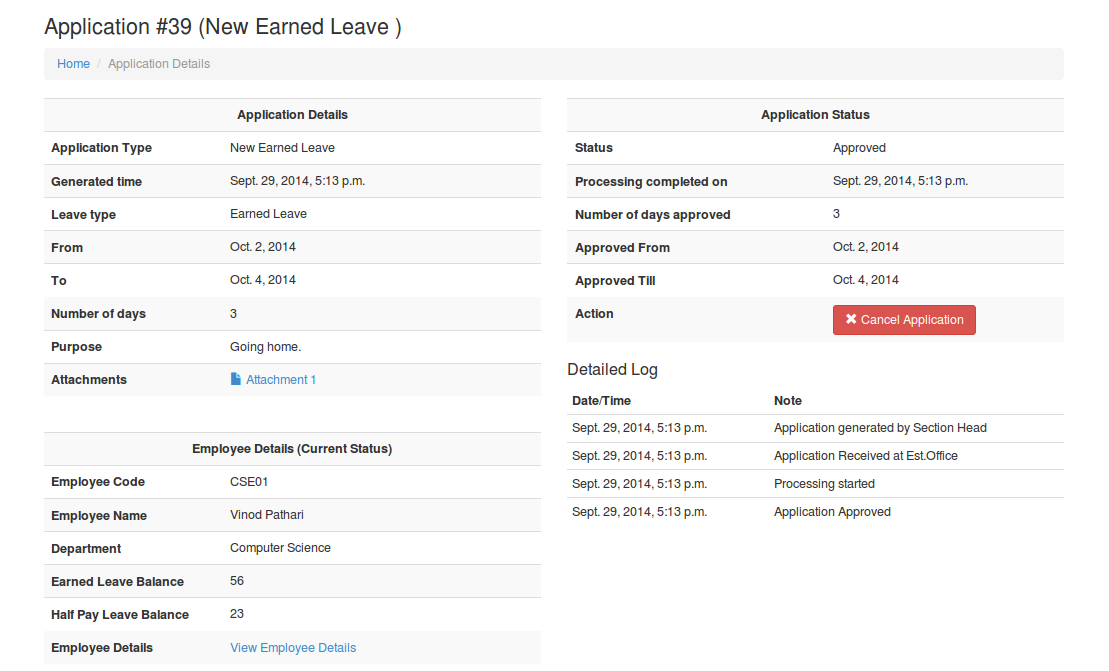 Application #39 (New Earned Leave )
Home / Application Details
Application Details
Application Type New Earned Leave
Generated time Sept. 29, 2014, 5:13 p.m.
Leave type Earned Leave
From Oct. 2, 2014
To Oct. 4, 2014
Number of days 3
Purpose Going home.
Attachments Attachment 1
Employee Details (Current Status)
Employee Code CSE01
Employee Name Vinod Pathari
Department Computer Science
Earned Leave Balance 56
Half Pay Leave Balance 23
Employee Details View Employee Details
Application Status
Status Approved
Processing completed on Sept. 29, 2014, 5:13 p.m.
Number of days approved 3
Approved From Oct. 2, 2014
Approved Till Oct. 4, 2014
Action Cancel Application
Detailed Log
Date/Time Note
Sept. 29, 2014, 5:13 p.m. Application generated by Section Head
Sept. 29, 2014, 5:13 p.m. Application Received at Est.Office
Sept. 29, 2014, 5:13 p.m. Processing started
Sept. 29, 2014, 5:13 p.m. Application Approved